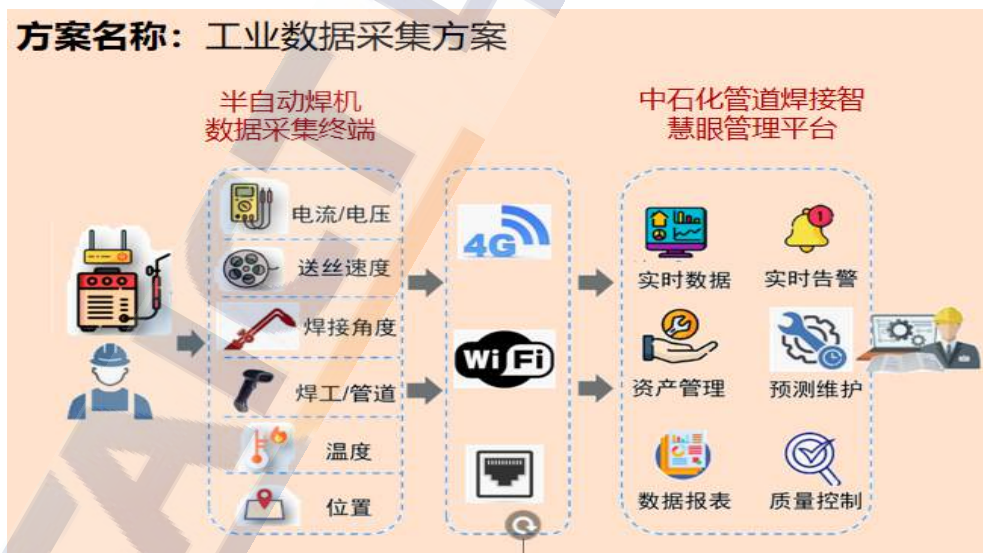 方案名称：工业数据采集方案
半自动焊机
数据采集终端
中石化管道焊接智
慧眼管理平台
电流/电压
送丝速度
焊接角度
焊工/管道
温度
位置
4G
WiFi
实时数据
实时告警
1
资产管理
预测维护
数据报表
质量控制